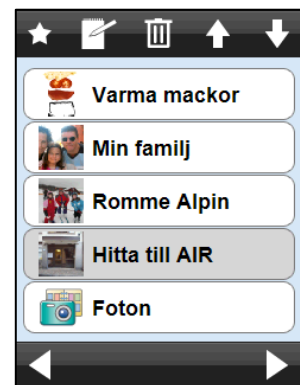 Varma mackor
Min familj
Romme Alpin
Hitta till AIR
Foton